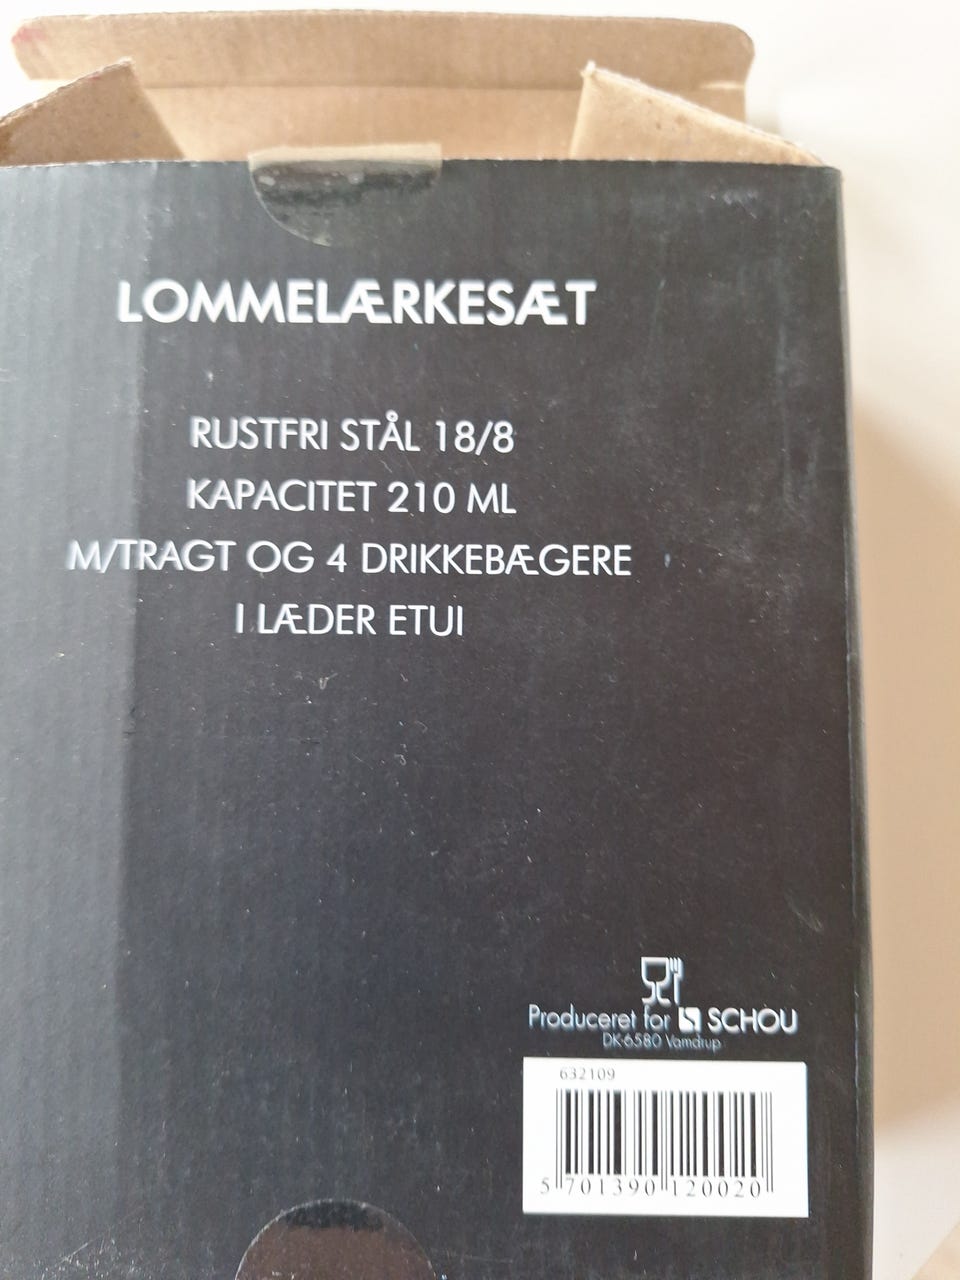 LOMMELÆRKESÆT
RUSTFRI STÅL 18/8
KAPACITET 210 ML
M/TRAGT OG 4 DRIKKEBÆGERE
I LÆDER ETUI
Produceret for SCHOU
DK-6580 Vamdrup
632109
5 701390 120020